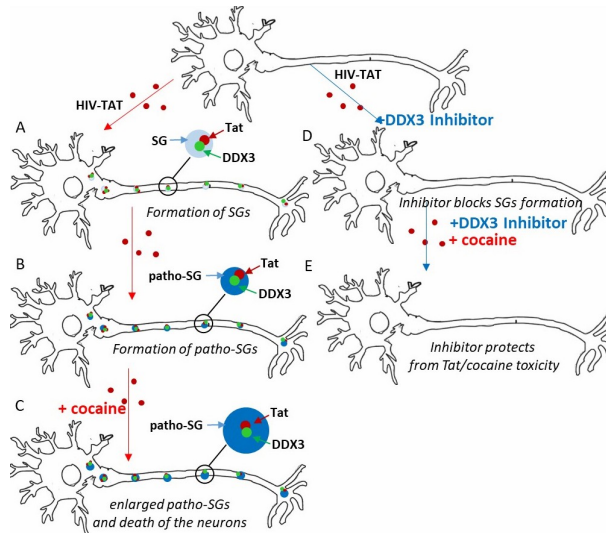 HIV-TAT
HIV-TAT
+DDX3 Inhibitor
A
SG
Tat
DDX3
Formation of SGs
D
Inhibitor blocks SGs formation
+DDX3 Inhibitor
+ cocaine
B
patho-SG
Tat
DDX3
Formation of patho-SGs
E
Inhibitor protects
from Tat/cocaine toxicity
+ cocaine
C
patho-SG
Tat
DDX3
enlarged patho-SGs
and death of the neurons